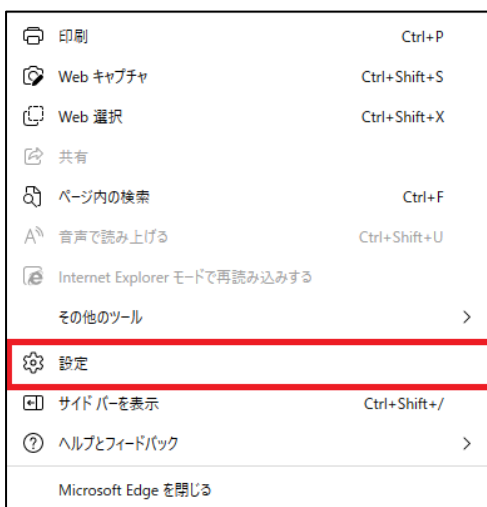 印刷 Ctrl+P
Web キャプチャ Ctrl+Shift+S
Web 選択 Ctrl+Shift+X
共有
ページ内の検索 Ctrl+F
音声で読み上げる Ctrl+Shift+U
Internet Explorer モードで再読み込みする
その他のツール
設定
サイド バーを表示 Ctrl+Shift+/
ヘルプとフィードバック
Microsoft Edge を閉じる